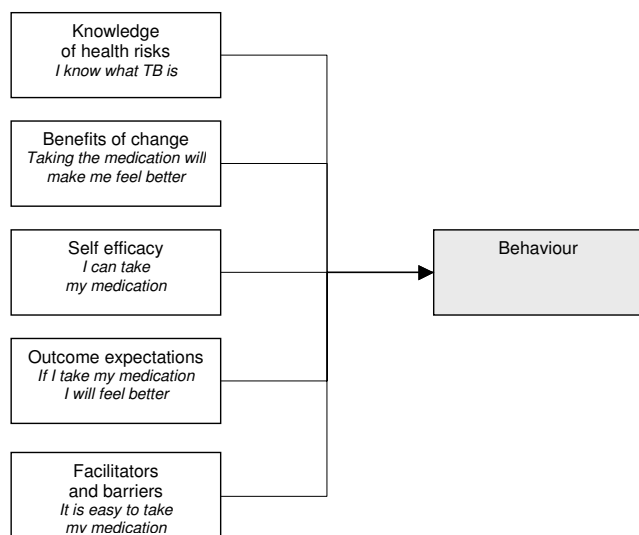 Knowledge
of health risks
I know what TB is
Benefits of change
Taking the medication will
make me feel better
Self efficacy
I can take
my medication
Behaviour
Outcome expectations
If I take my medication
I will feel better
Facilitators
and barriers
It is easy to take
my medication